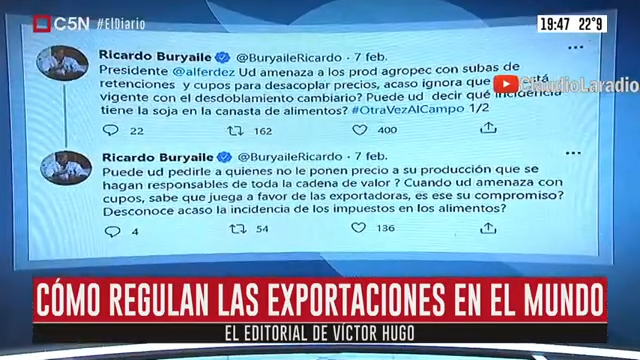 C5N #ElDiario 19:47 22°9
Ricardo Buryaile @BuryaileRicardo · 7 feb. ...
Presidente @alferdez Ud amenaza a los prod agropec con subas de
retenciones y cupos para desacoplar precios, acaso ignora que
vigente con el desdoblamiento cambiario? Puede ud decir qué incidencia
tiene la soja en la canasta de alimentos? #OtraVezAlCampo 1/2
22 162 400
ClaudioLaradio
Ricardo Buryaile @BuryaileRicardo · 7 feb. ...
Puede ud pedirle a quienes no le ponen precio a su producción que se
hagan responsables de toda la cadena de valor ? Cuando ud amenaza con
cupos, sabe que juega a favor de las exportadoras, es ese su compromiso?
Desconoce acaso la incidencia de los impuestos en los alimentos?
4 54 136
CÓMO REGULAN LAS EXPORTACIONES EN EL MUNDO
EL EDITORIAL DE VÍCTOR HUGO